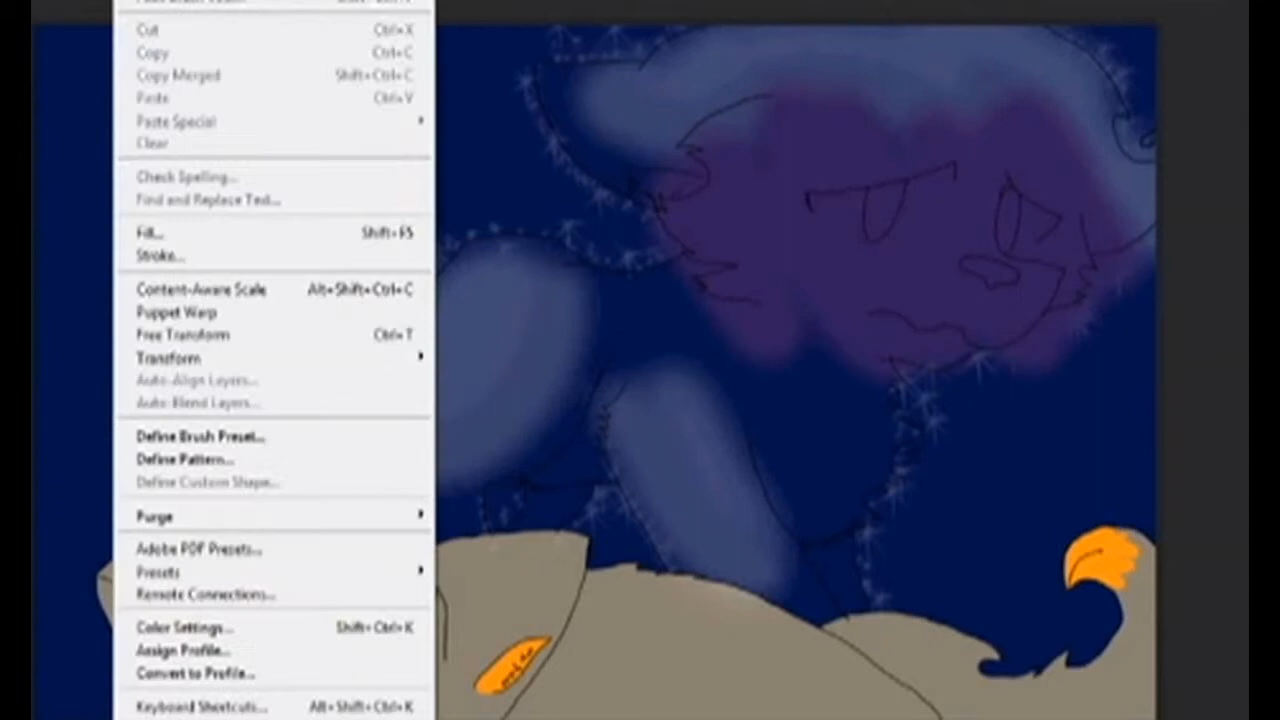 Cut Ctrl+X
Copy Ctrl+C
Copy Merged Shift+Ctrl+C
Paste Ctrl+V
Paste Special
Clear
Check Spelling...
Find and Replace Text...
Fill... Shift+F5
Stroke...
Content-Aware Scale Alt+Shift+Ctrl+C
Puppet Warp
Free Transform Ctrl+T
Transform
Auto-Align Layers...
Auto-Blend Layers...
Define Brush Preset...
Define Pattern...
Define Custom Shape...
Purge
Adobe PDF Presets...
Presets
Remote Connections...
Color Settings... Shift+Ctrl+K
Assign Profile...
Convert to Profile...
Keyboard Shortcuts... Alt+Shift+Ctrl+K